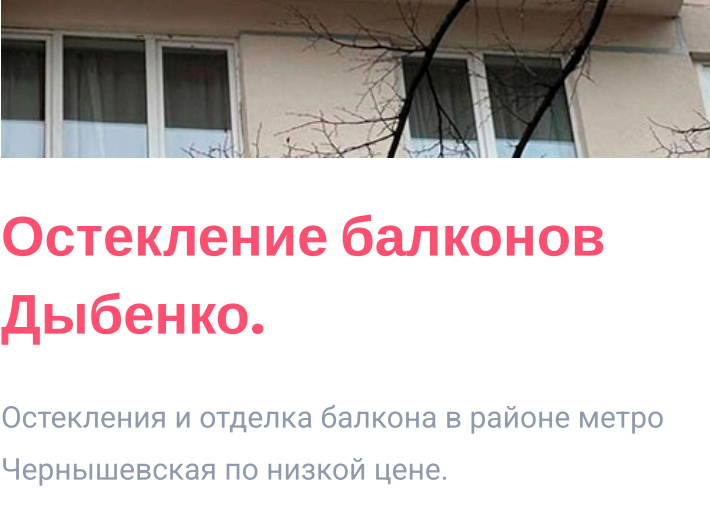 Остекление балконов
Дыбенко.
Остекления и отделка балкона в районе метро
Чернышевская по низкой цене.